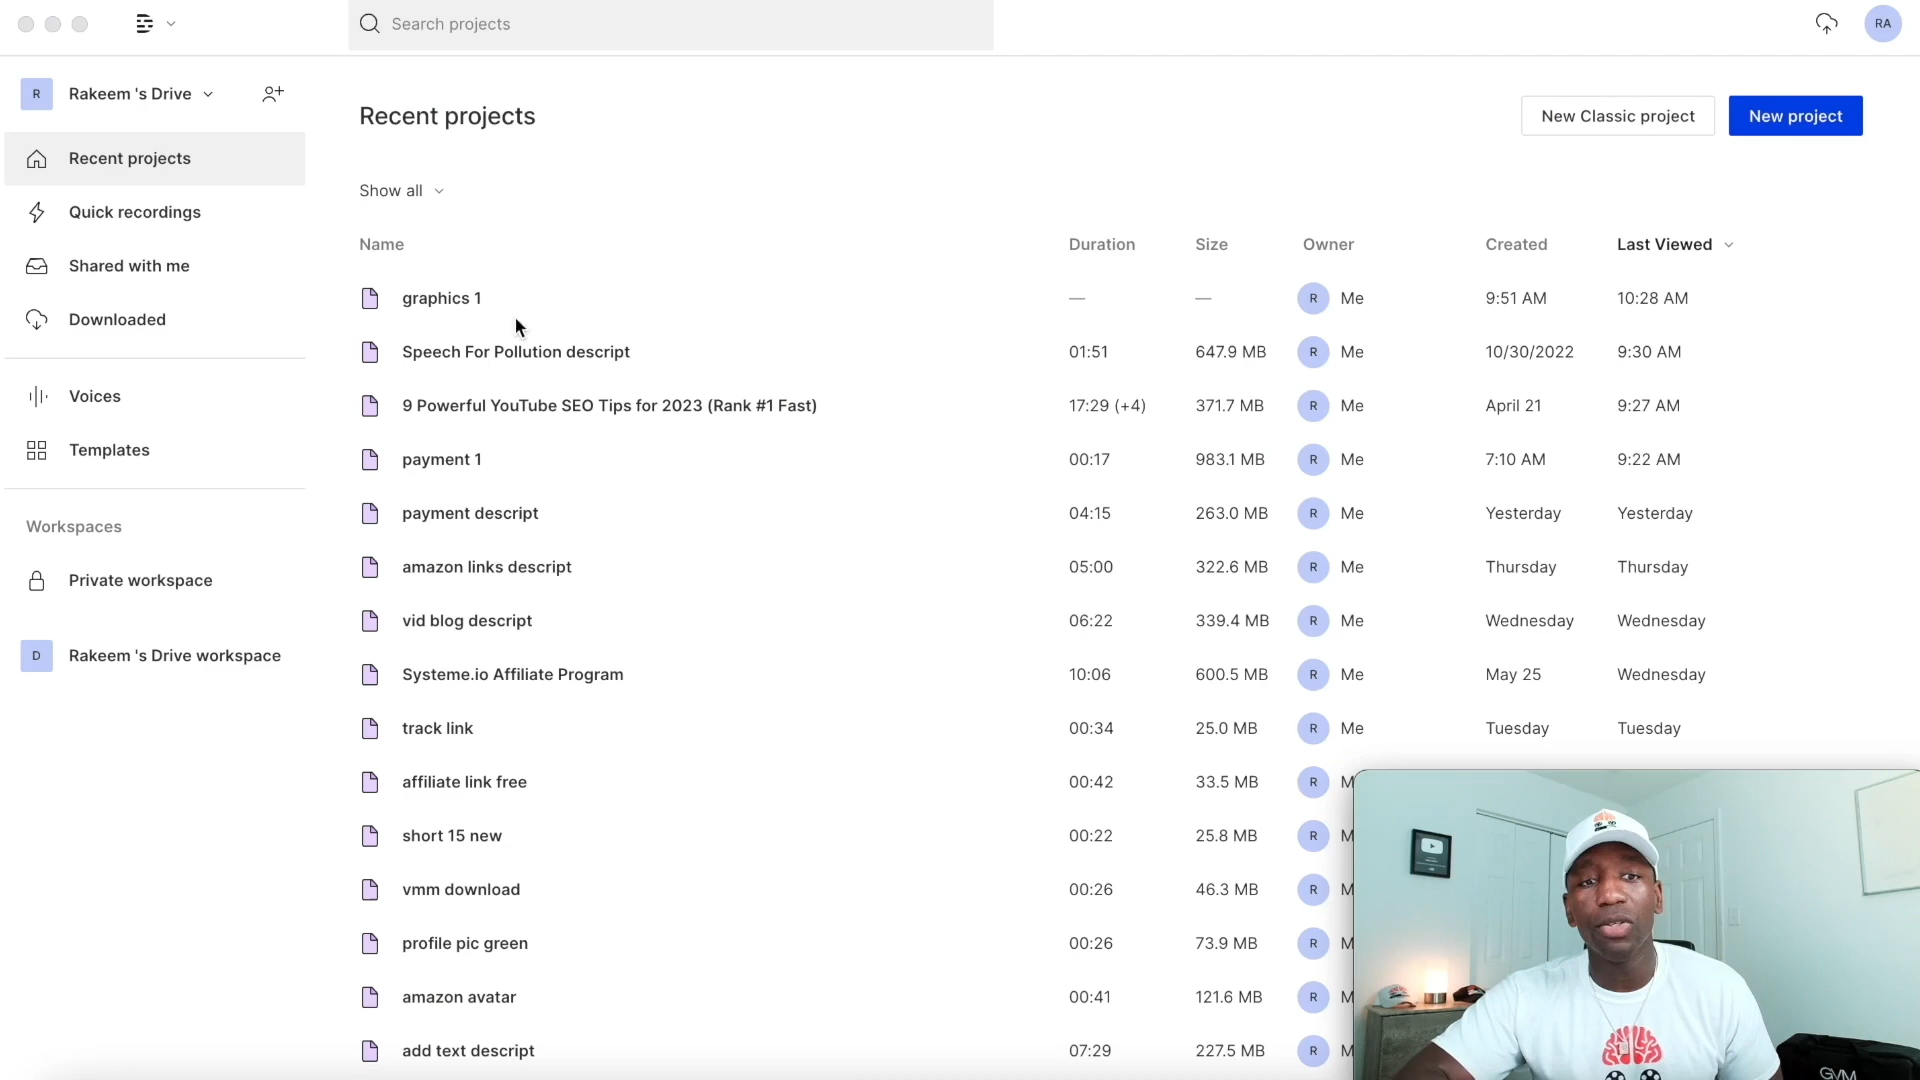 Search projects
RA
R Rakeem 's Drive
Recent projects
Quick recordings
Shared with me
Downloaded
Voices
Templates
Workspaces
Private workspace
D Rakeem 's Drive workspace
Recent projects
New Classic project
New project
Show all
Name Duration Size Owner Created Last Viewed
graphics 1 — — R Me 9:51 AM 10:28 AM
Speech For Pollution descript 01:51 647.9 MB R Me 10/30/2022 9:30 AM
9 Powerful YouTube SEO Tips for 2023 (Rank #1 Fast) 17:29 (+4) 371.7 MB R Me April 21 9:27 AM
payment 1 00:17 983.1 MB R Me 7:10 AM 9:22 AM
payment descript 04:15 263.0 MB R Me Yesterday Yesterday
amazon links descript 05:00 322.6 MB R Me Thursday Thursday
vid blog descript 06:22 339.4 MB R Me Wednesday Wednesday
Systeme.io Affiliate Program 10:06 600.5 MB R Me May 25 Wednesday
track link 00:34 25.0 MB R Me Tuesday Tuesday
affiliate link free 00:42 33.5 MB R M
short 15 new 00:22 25.8 MB R M
vmm download 00:26 46.3 MB R M
profile pic green 00:26 73.9 MB R M
amazon avatar 00:41 121.6 MB R M
add text descript 07:29 227.5 MB R M
GVM